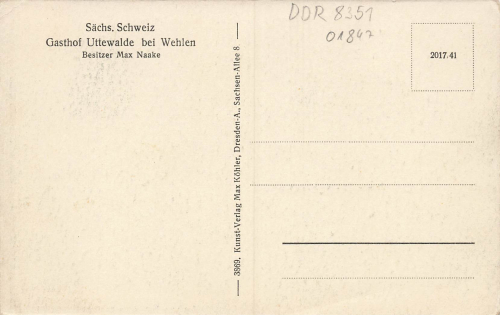 Sächs. Schweiz
Gasthof Uttewalde bei Wehlen
Besitzer Max Naake
3869, Kunst-Verlag Max Köhler, Dresden-A., Sachsen-Allee 8
DDR 8351
01847
2017.41